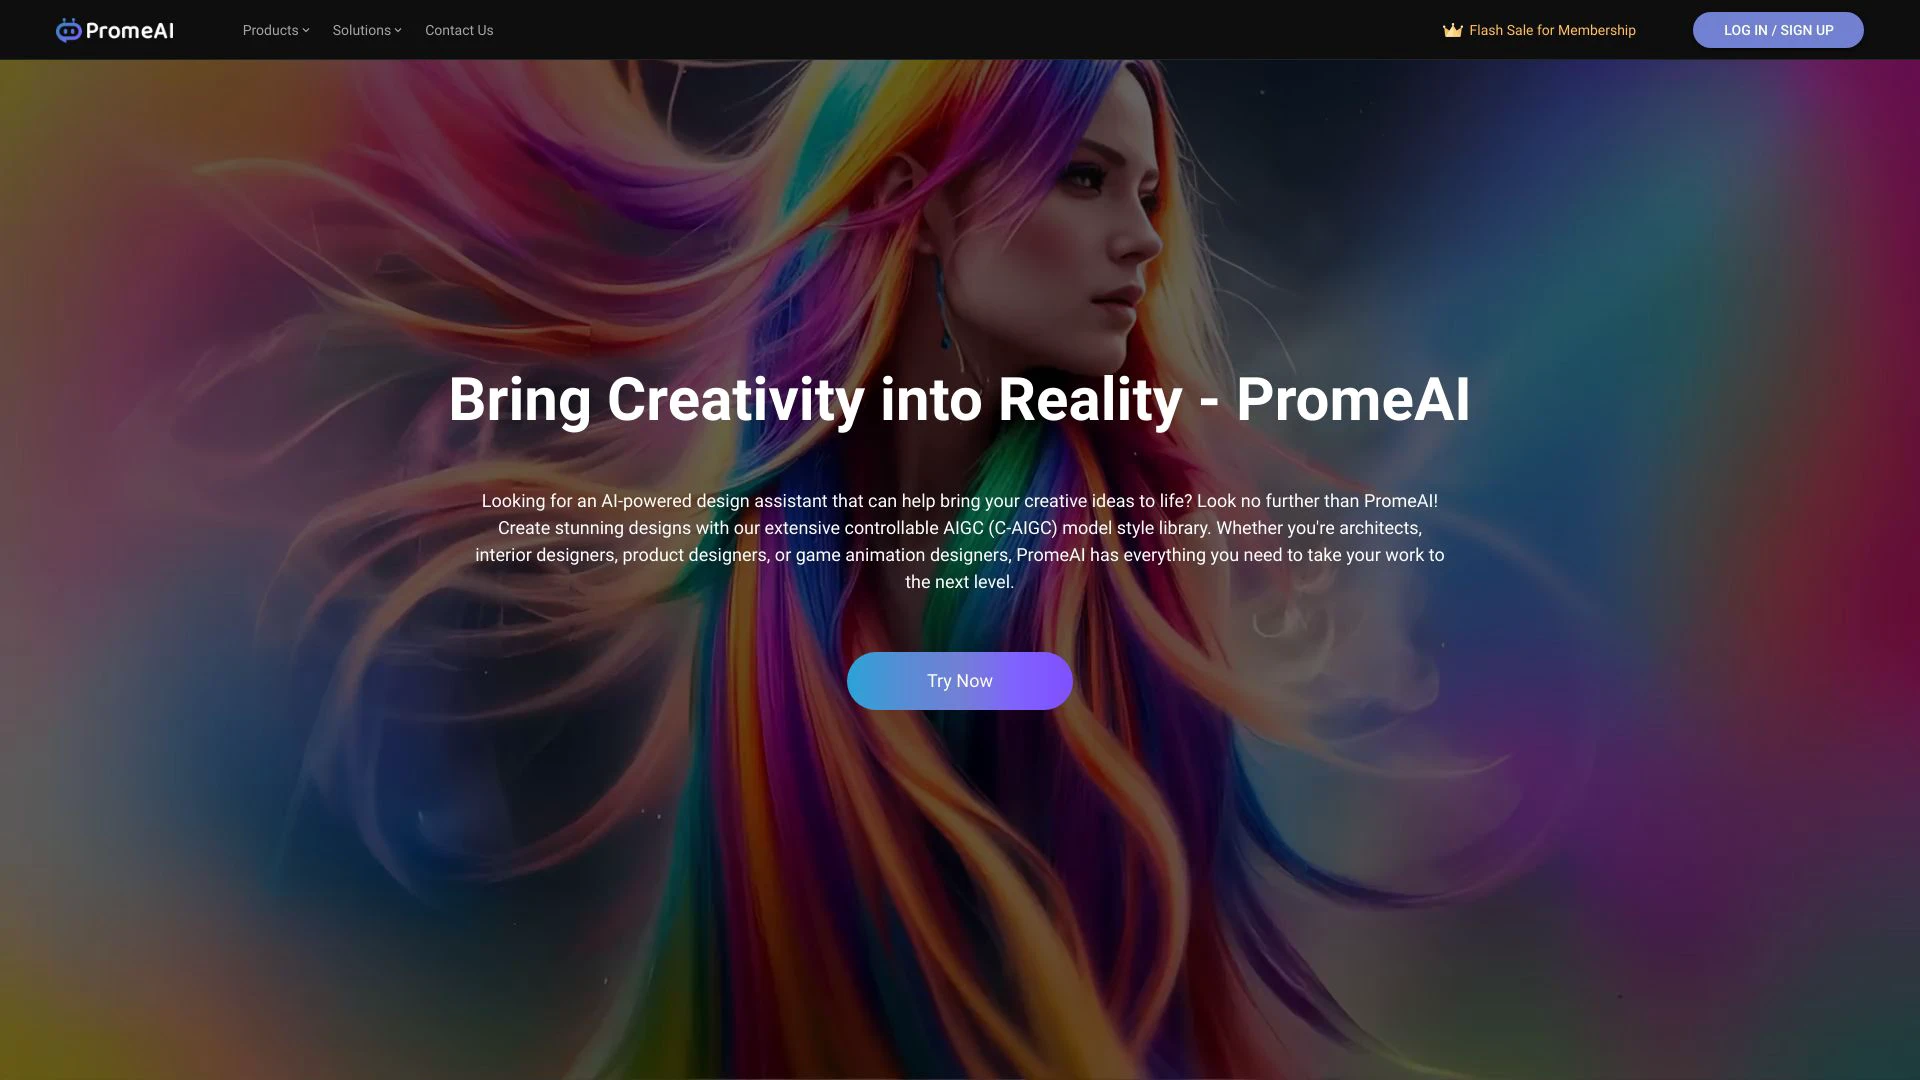 PromeAI
Products
Solutions
Contact Us
Flash Sale for Membership
LOG IN / SIGN UP
Bring Creativity into Reality - PromeAI
Looking for an AI-powered design assistant that can help bring your creative ideas to life? Look no further than PromeAI!
Create stunning designs with our extensive controllable AIGC (C-AIGC) model style library. Whether you're architects,
interior designers, product designers, or game animation designers, PromeAI has everything you need to take your work to
the next level.
Try Now